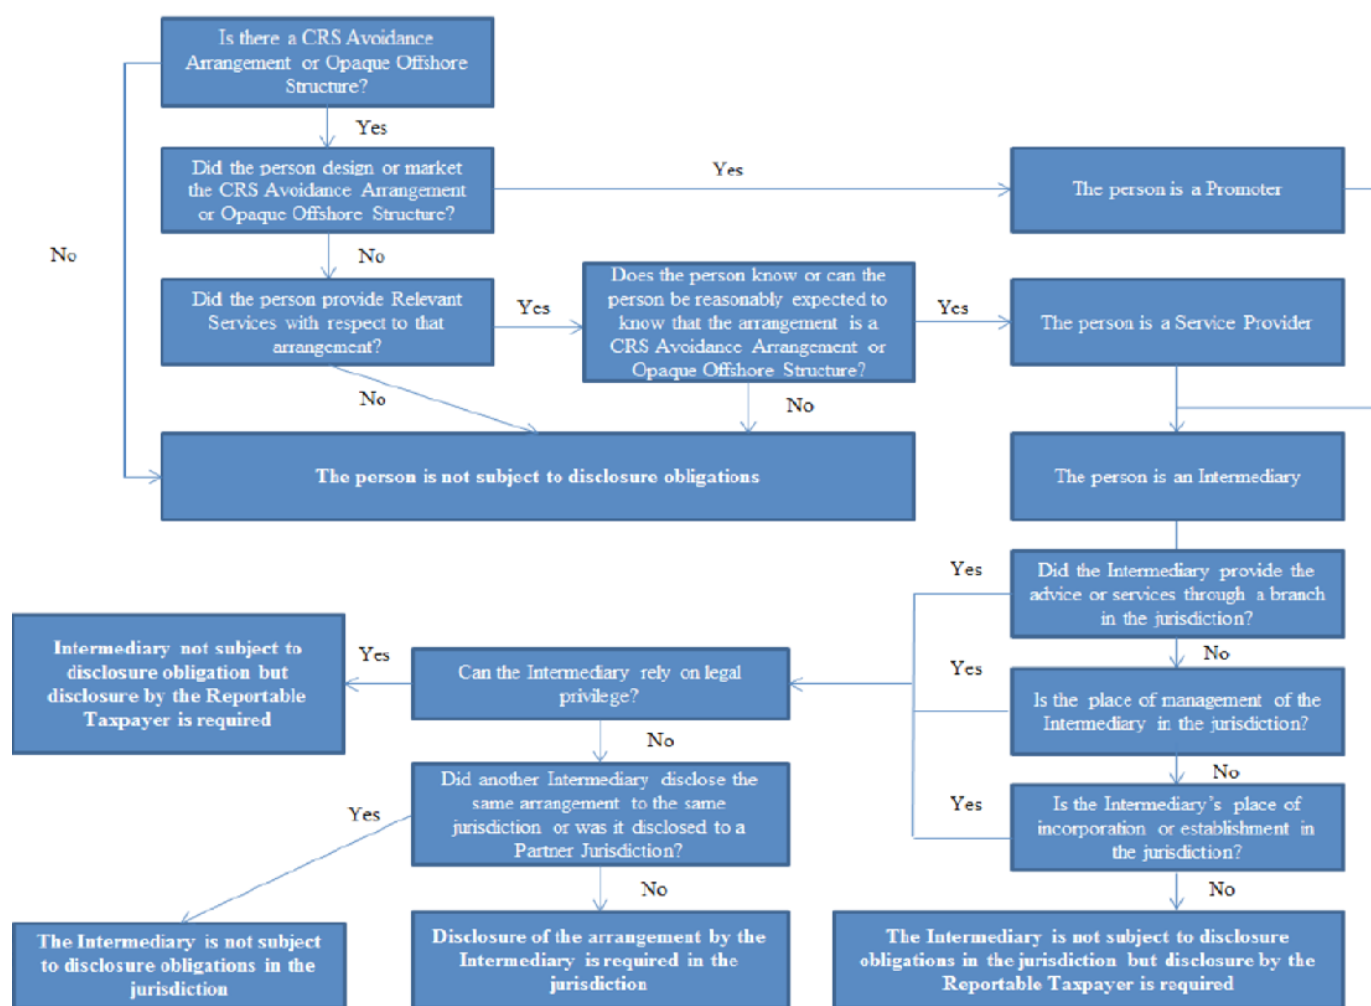 Is there a CRS Avoidance
Arrangement or Opaque Offshore
Structure?
Yes
Did the person design or market
the CRS Avoidance Arrangement
or Opaque Offshore Structure?
Yes
The person is a Promoter
No
No
Did the person provide Relevant
Services with respect to that
arrangement?
Yes
Does the person know or can the
person be reasonably expected to
know that the arrangement is a
CRS Avoidance Arrangement or
Opaque Offshore Structure?
Yes
The person is a Service Provider
No
No
The person is not subject to disclosure obligations
The person is an Intermediary
Yes
Did the Intermediary provide the
advice or services through a branch
in the jurisdiction?
No
Yes
Is the place of management of the
Intermediary in the jurisdiction?
No
Yes
Is the Intermediary's place of
incorporation or establishment in
the jurisdiction?
No
Can the Intermediary rely on legal
privilege?
Yes
Intermediary not subject to
disclosure obligation but
disclosure by the Reportable
Taxpayer is required
No
Did another Intermediary disclose the
same arrangement to the same
jurisdiction or was it disclosed to a
Partner Jurisdiction?
Yes
No
The Intermediary is not subject
to disclosure obligations in the
jurisdiction
Disclosure of the arrangement by the
Intermediary is required in the
jurisdiction
The Intermediary is not subject to disclosure
obligations in the jurisdiction but disclosure by the
Reportable Taxpayer is required